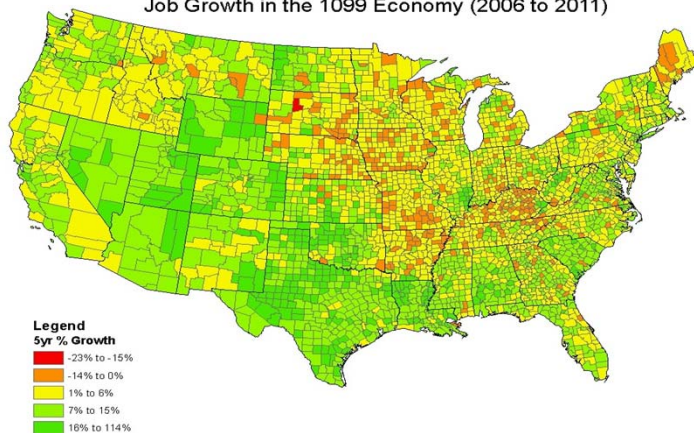 Job Growth in the 1099 Economy (2006 to 2011)
Legend
5yr % Growth
-23% to -15%
-14% to 0%
1% to 6%
7% to 15%
16% to 114%